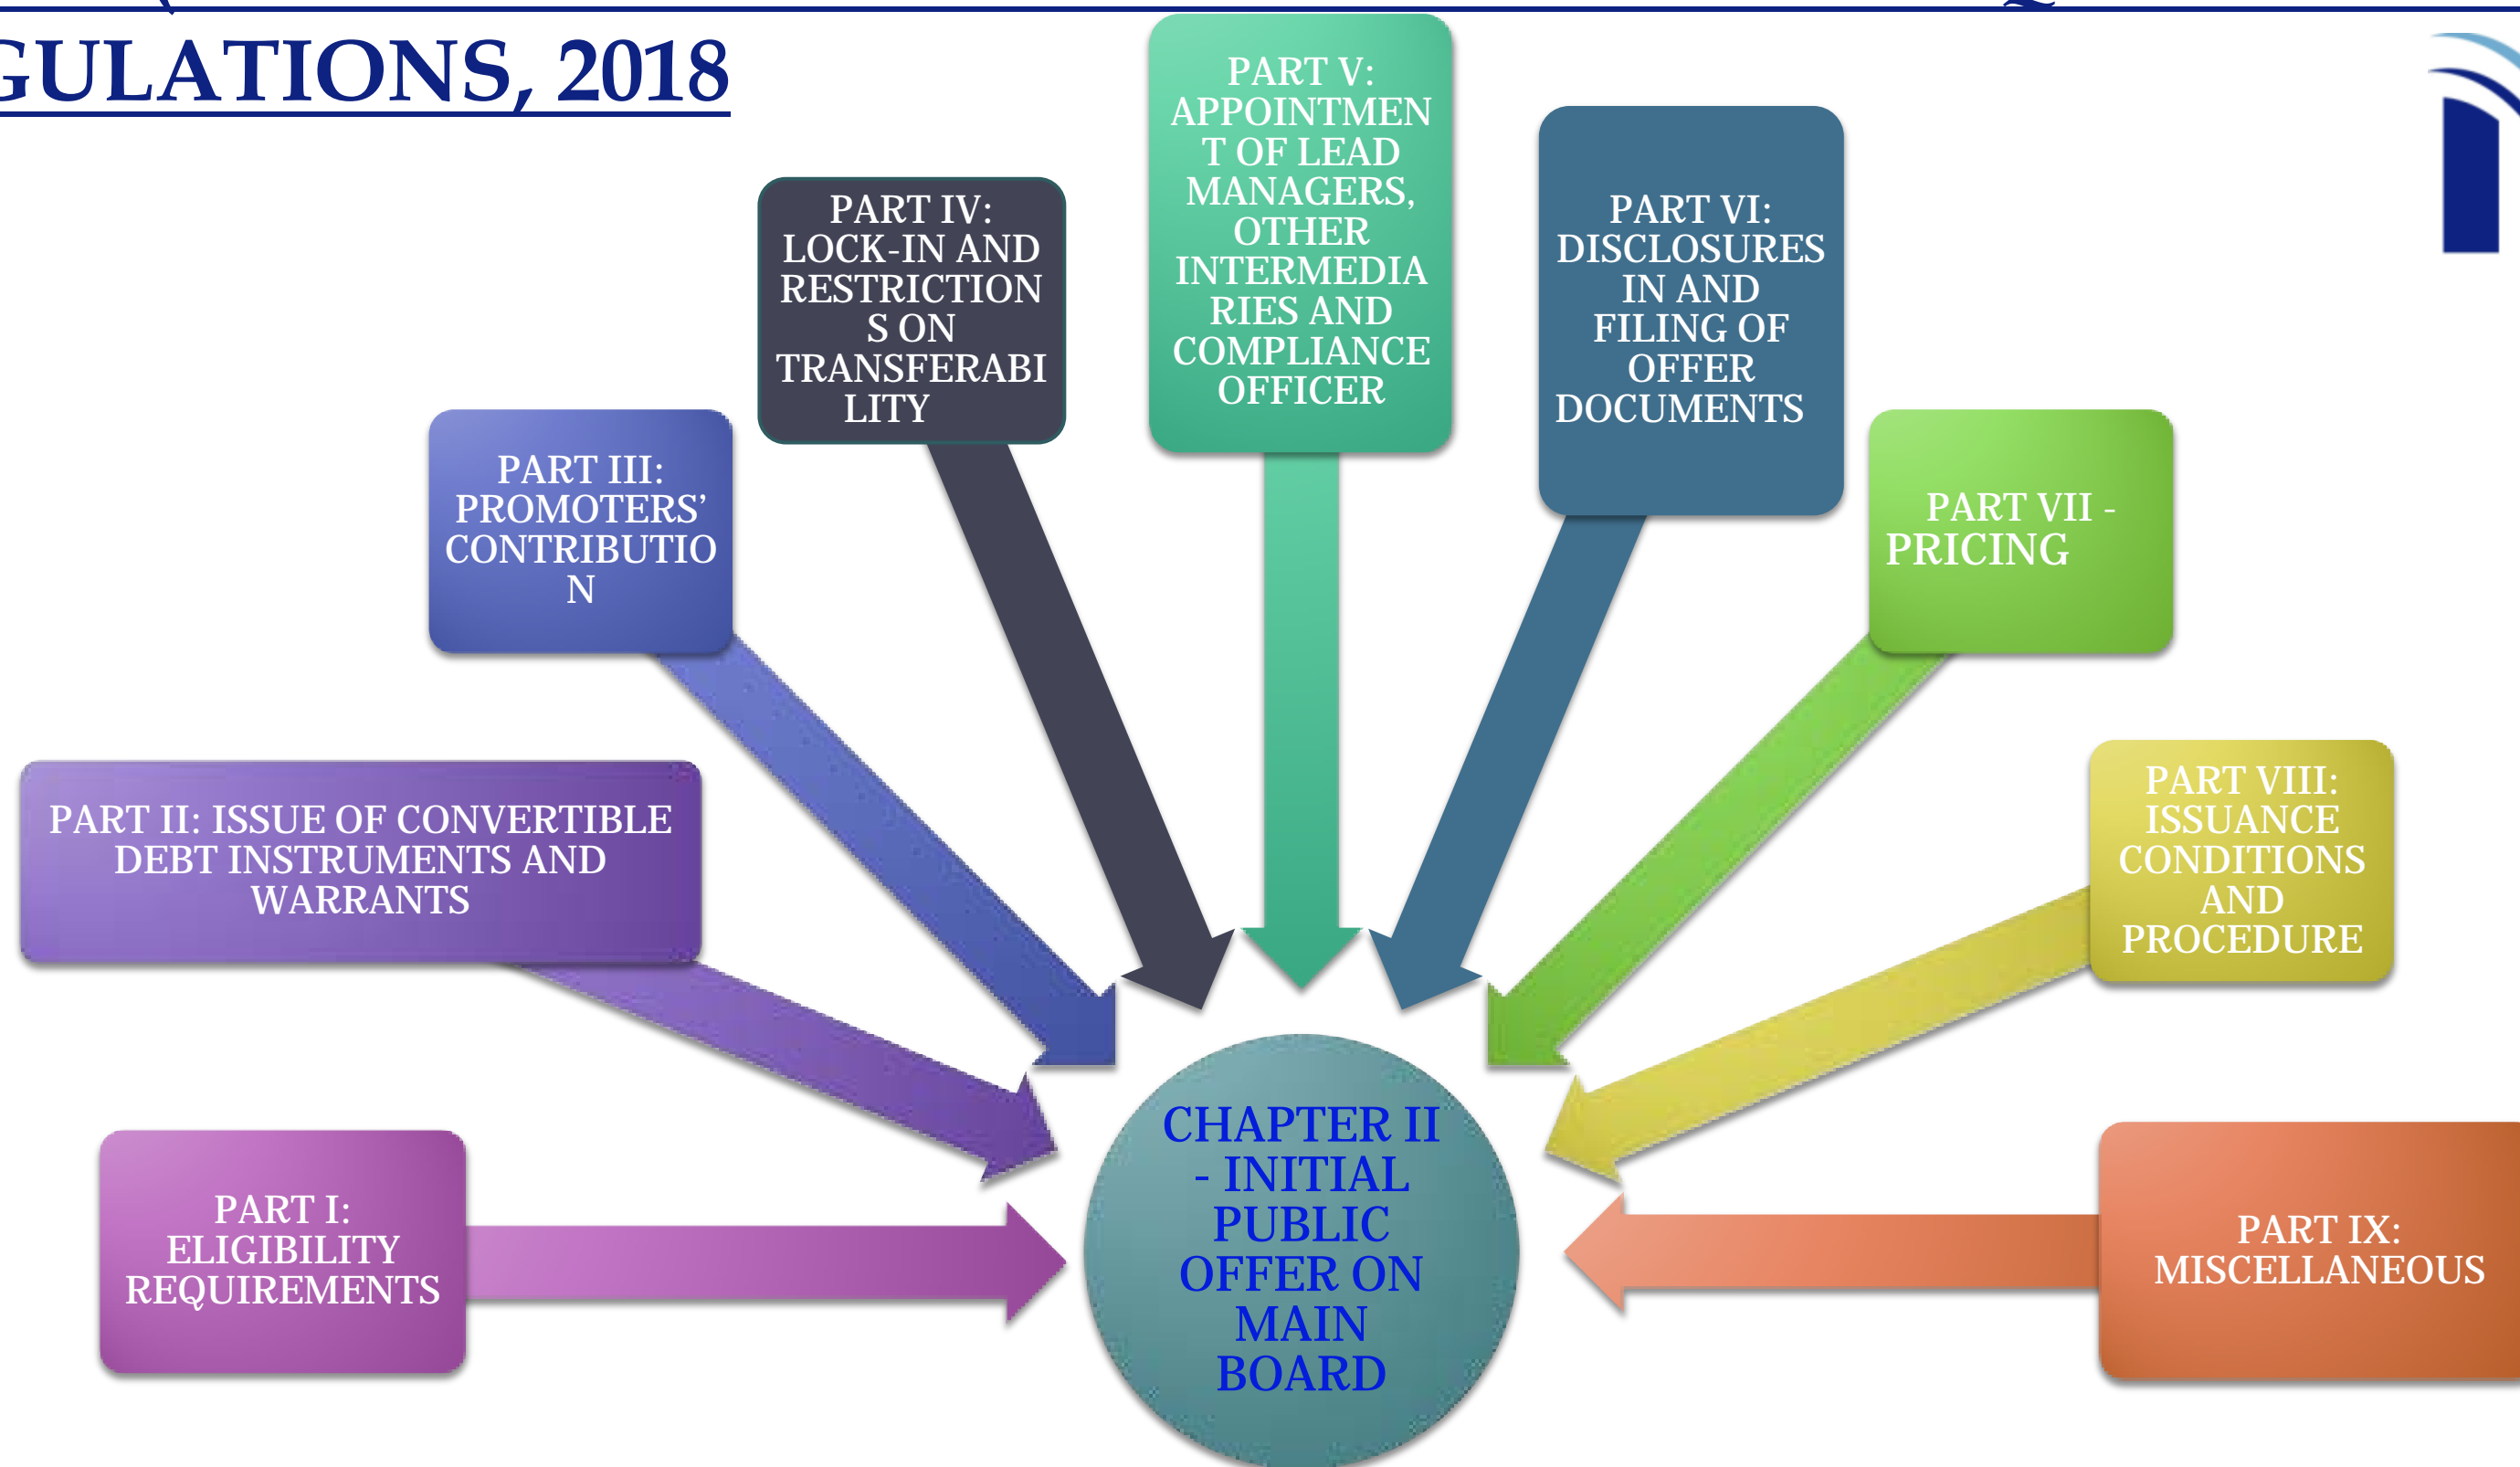 GULATIONS, 2018
PART V:
APPOINTMEN
T OF LEAD
MANAGERS,
OTHER
INTERMEDIA
RIES AND
COMPLIANCE
OFFICER
PART IV:
LOCK-IN AND
RESTRICTION
S ON
TRANSFERABI
LITY
PART VI:
DISCLOSURES
IN AND
FILING OF
OFFER
DOCUMENTS
PART III:
PROMOTERS’
CONTRIBUTIO
N
PART VII -
PRICING
PART II: ISSUE OF CONVERTIBLE
DEBT INSTRUMENTS AND
WARRANTS
PART VIII:
ISSUANCE
CONDITIONS
AND
PROCEDURE
PART I:
ELIGIBILITY
REQUIREMENTS
CHAPTER II
- INITIAL
PUBLIC
OFFER ON
MAIN
BOARD
PART IX:
MISCELLANEOUS